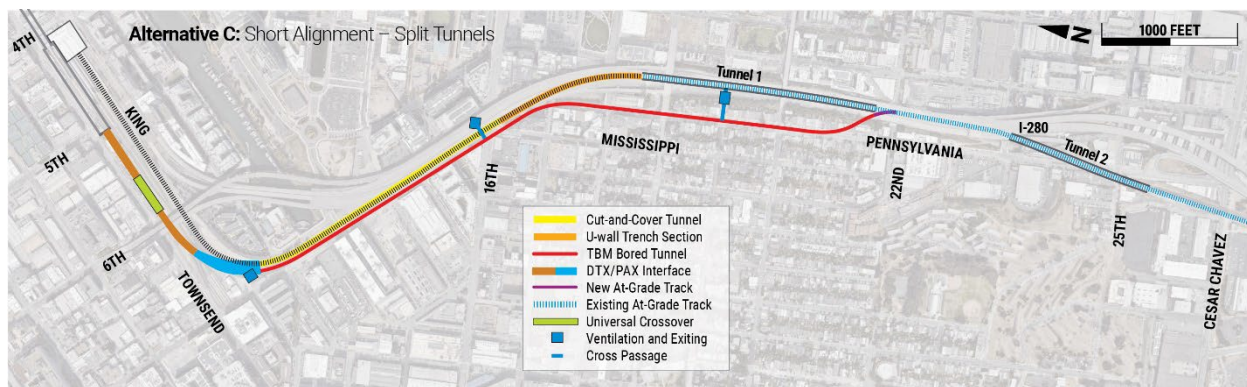 Alternative C: Short Alignment – Split Tunnels
N
1000 FEET
4TH
KING
5TH
6TH
TOWNSEND
16TH
Tunnel 1
MISSISSIPPI
PENNSYLVANIA
22ND
I-280
Tunnel 2
25TH
CESAR CHAVEZ
Cut-and-Cover Tunnel
U-wall Trench Section
TBM Bored Tunnel
DTX/PAX Interface
New At-Grade Track
Existing At-Grade Track
Universal Crossover
Ventilation and Exiting
Cross Passage